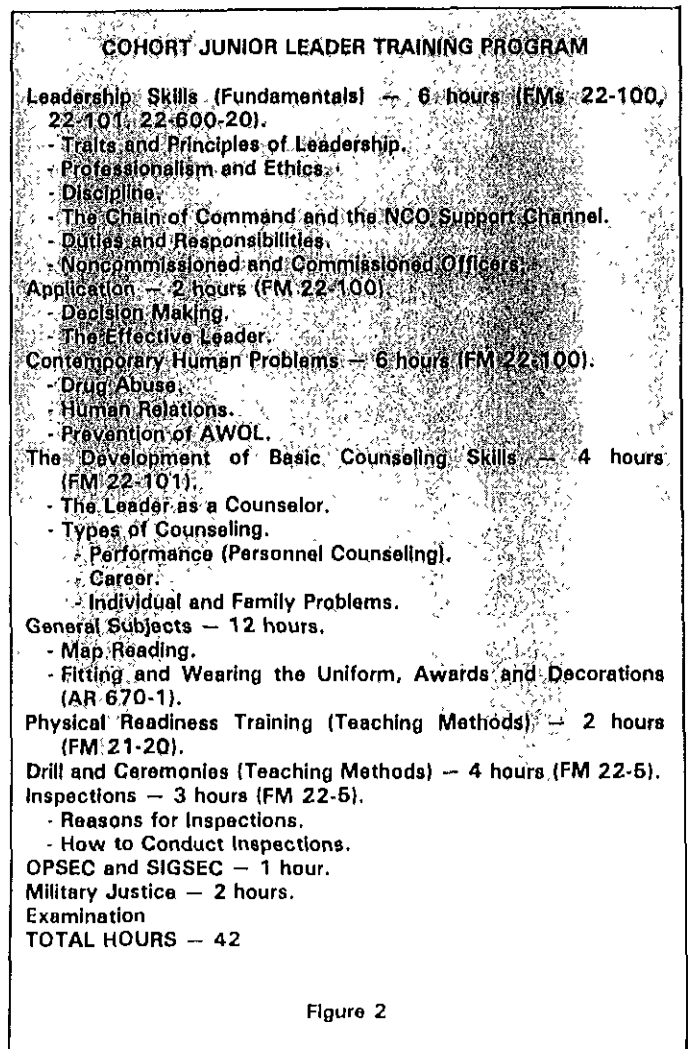 COHORT JUNIOR LEADER TRAINING PROGRAM
Leadership Skills (Fundamentals) — 6 hours (FMs 22-100,
22-101, 22-600-20).
- Traits and Principles of Leadership.
- Professionalism and Ethics.
- Discipline.
- The Chain of Command and the NCO Support Channel.
- Duties and Responsibilities.
- Noncommissioned and Commissioned Officers.
Application — 2 hours (FM 22-100).
- Decision Making.
- The Effective Leader.
Contemporary Human Problems — 6 hours (FM 22-100).
- Drug Abuse.
- Human Relations.
- Prevention of AWOL.
The Development of Basic Counseling Skills — 4 hours
(FM 22-101).
- The Leader as a Counselor.
- Types of Counseling.
- Performance (Personnel Counseling).
- Career.
- Individual and Family Problems.
General Subjects — 12 hours.
- Map Reading.
- Fitting and Wearing the Uniform, Awards and Decorations
(AR 670-1).
Physical Readiness Training (Teaching Methods) — 2 hours
(FM 21-20).
Drill and Ceremonies (Teaching Methods) — 4 hours (FM 22-5).
Inspections — 3 hours (FM 22-5).
- Reasons for Inspections.
- How to Conduct Inspections.
OPSEC and SIGSEC — 1 hour.
Military Justice — 2 hours.
Examination
TOTAL HOURS — 42
Figure 2